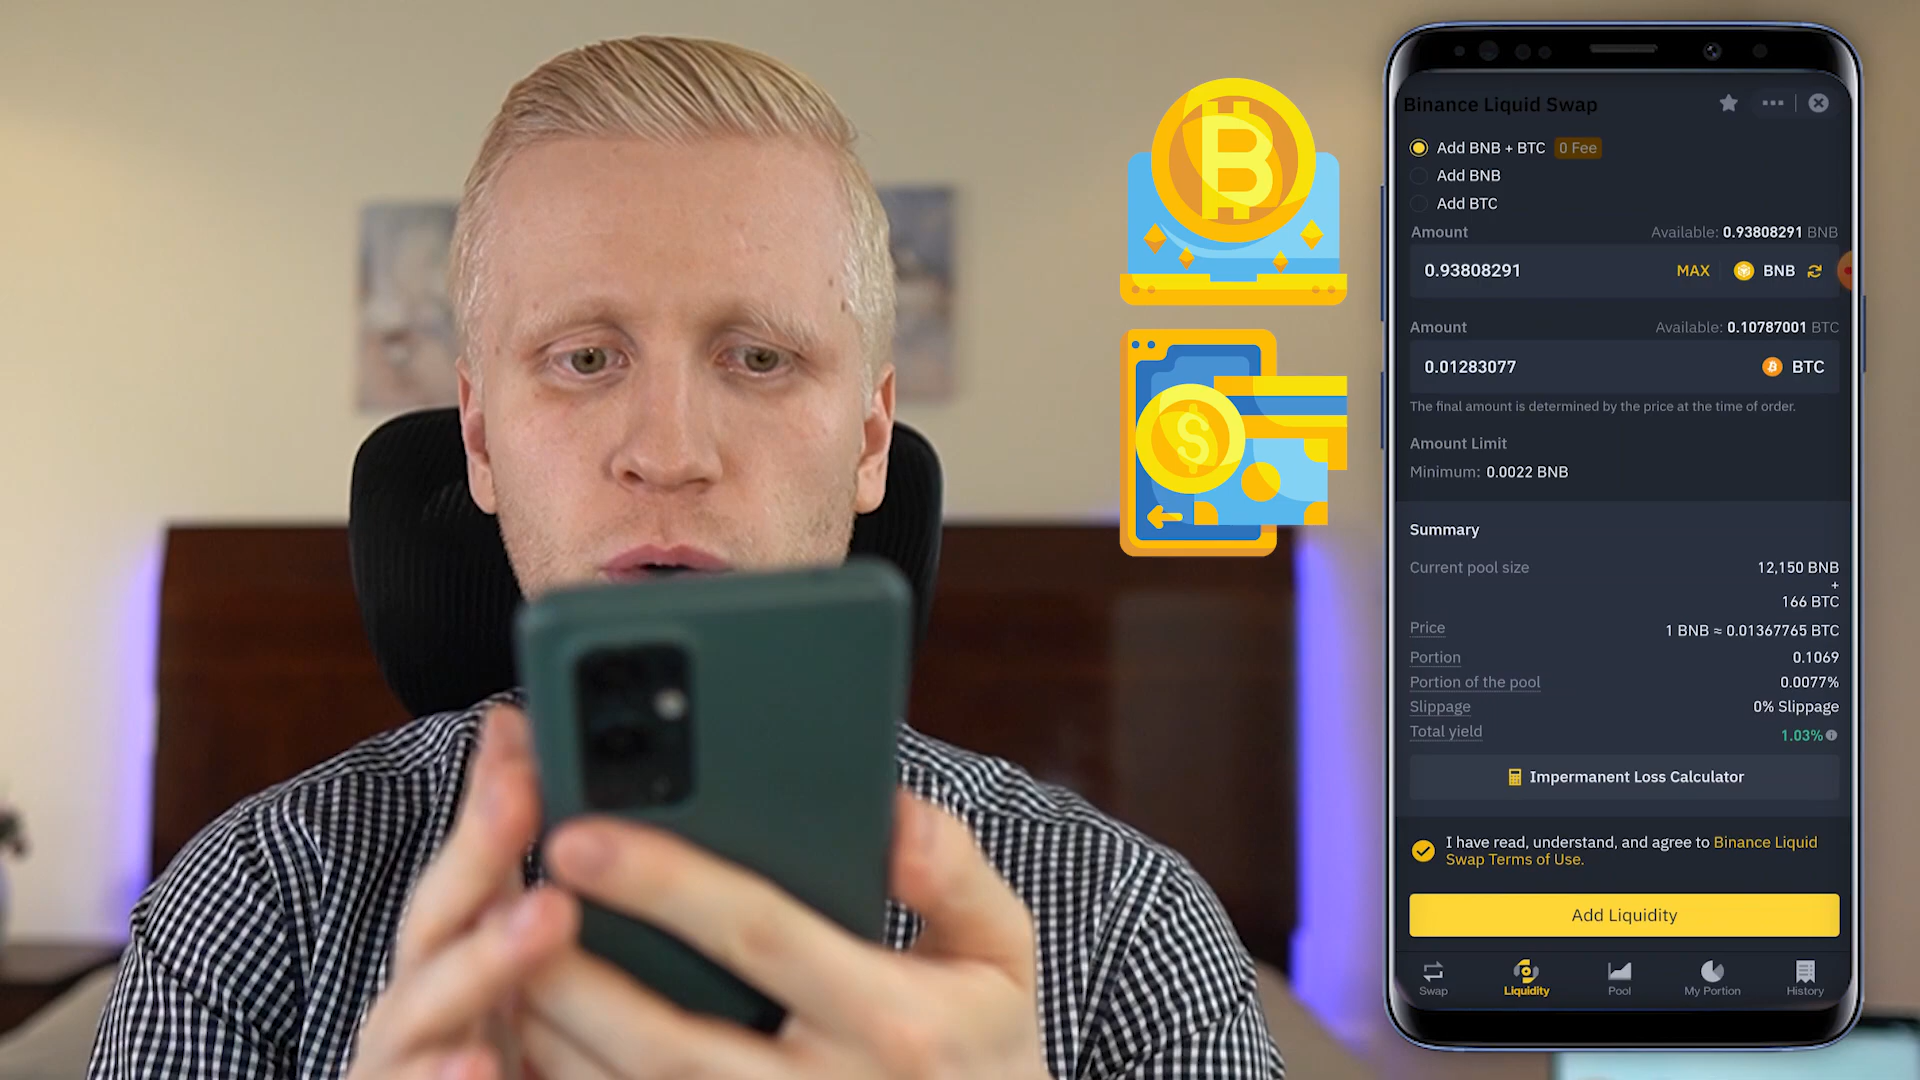 Binance Liquid Swap
Add BNB + BTC 0 Fee
Add BNB
Add BTC
Amount Available: 0.93808291 BNB
0.93808291 MAX BNB
Amount Available: 0.10787001 BTC
0.01283077 BTC
The final amount is determined by the price at the time of order.
Amount Limit
Minimum: 0.0022 BNB
Summary
Current pool size 12,150 BNB
+
166 BTC
Price 1 BNB ≈ 0.01367765 BTC
Portion 0.1069
Portion of the pool 0.0077%
Slippage 0% Slippage
Total yield 1.03%
Impermanent Loss Calculator
I have read, understand, and agree to Binance Liquid
Swap Terms of Use.
Add Liquidity
Swap Liquidity Pool My Portion History